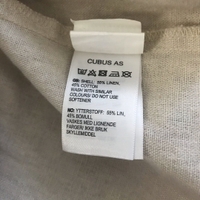 CUBUS AS
GB: SHELL: 55% LINEN,
45% COTTON
WASH WITH SIMILAR
COLOURS/ DO NOT USE
SOFTENER
NO: YTTERSTOFF: 55% LIN,
45% BOMULL
VASKES MED LIGNENDE
FARGER/ IKKE BRUK
SKYLLEMIDDEL